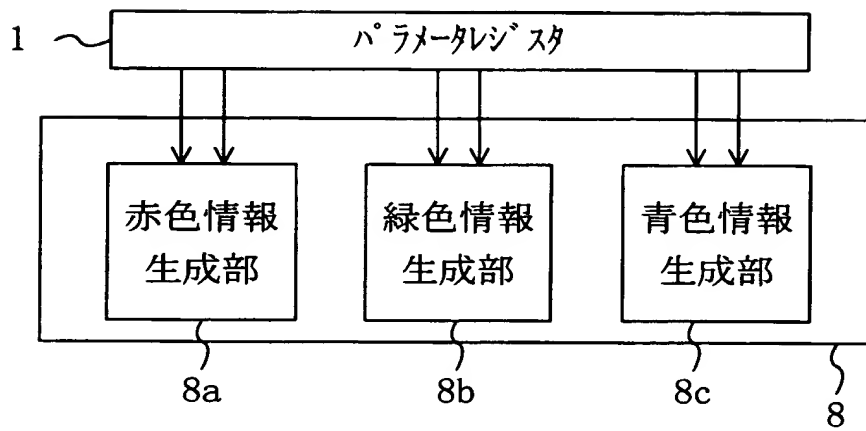 1
パラメータレジスタ
赤色情報
生成部
緑色情報
生成部
青色情報
生成部
8a
8b
8c
8